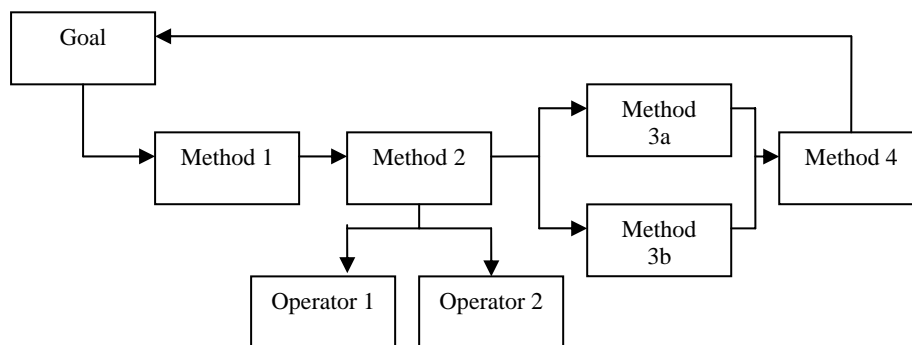 Goal
Method 1
Method 2
Method
3a
Method
3b
Method 4
Operator 1
Operator 2